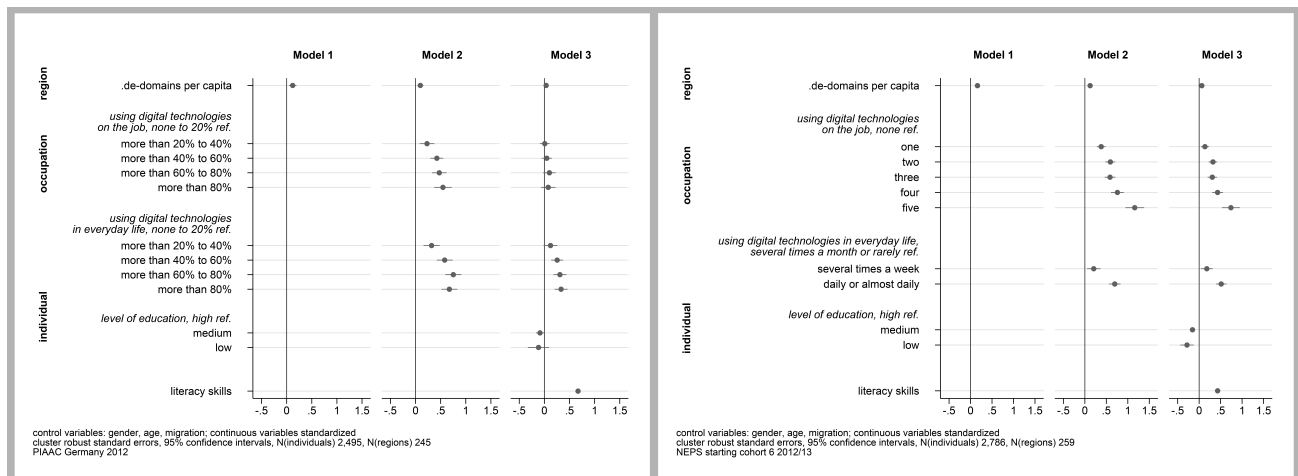 Model 1 Model 2 Model 3
region
.de-domains per capita
using digital technologies
on the job, none to 20% ref.
occupation
more than 20% to 40%
more than 40% to 60%
more than 60% to 80%
more than 80%
using digital technologies
in everyday life, none to 20% ref.
more than 20% to 40%
more than 40% to 60%
more than 60% to 80%
more than 80%
individual
level of education, high ref.
medium
low
literacy skills
-.5 0 .5 1 1.5 -.5 0 .5 1 1.5 -.5 0 .5 1 1.5
control variables: gender, age, migration; continuous variables standardized
cluster robust standard errors, 95% confidence intervals, N(individuals) 2,495, N(regions) 245
PIAAC Germany 2012
Model 1 Model 2 Model 3
region
.de-domains per capita
using digital technologies
on the job, none ref.
occupation
one
two
three
four
five
using digital technologies in everyday life,
several times a month or rarely ref.
several times a week
daily or almost daily
individual
level of education, high ref.
medium
low
literacy skills
-.5 0 .5 1 1.5 -.5 0 .5 1 1.5 -.5 0 .5 1 1.5
control variables: gender, age, migration; continuous variables standardized
cluster robust standard errors, 95% confidence intervals, N(individuals) 2,786, N(regions) 259
NEPS starting cohort 6 2012/13